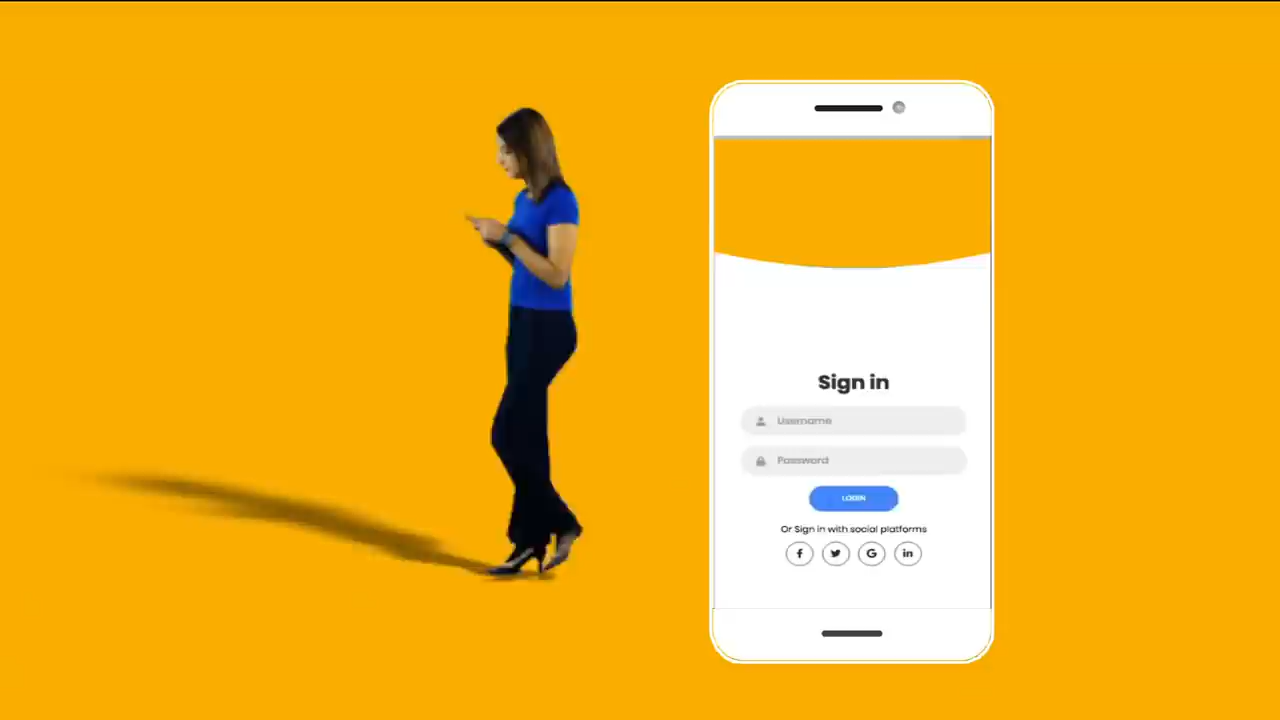 Sign in
Username
Password
LOGIN
Or Sign in with social platforms
f
G
in